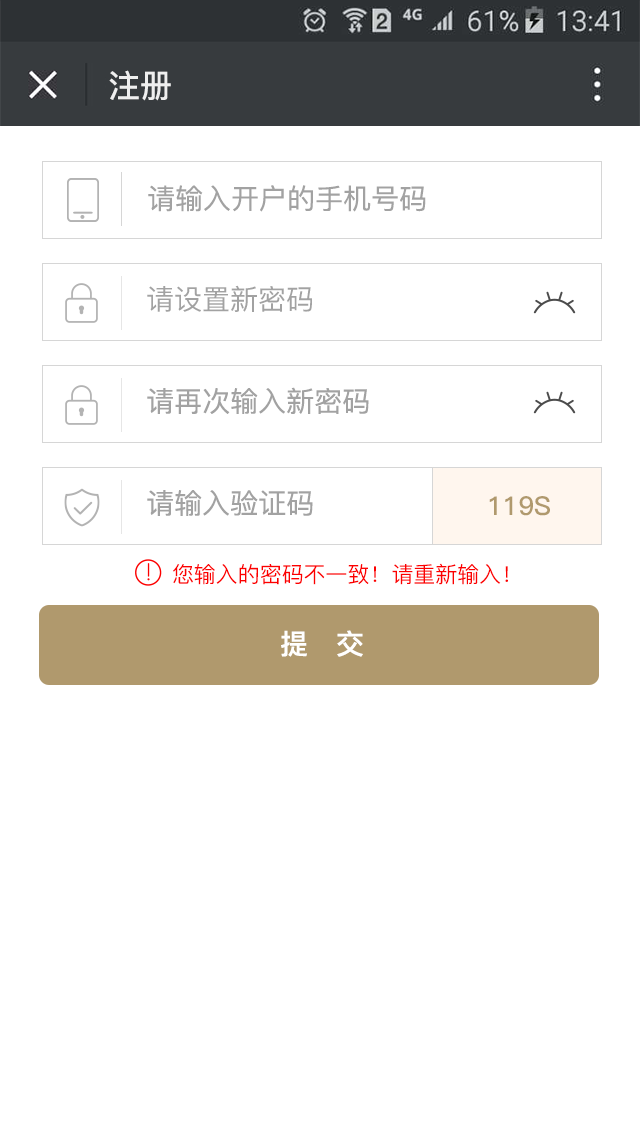 2 4G 61% 13:41
注册
请输入开户的手机号码
请设置新密码
请再次输入新密码
请输入验证码 119S
您输入的密码不一致！请重新输入！
提 交